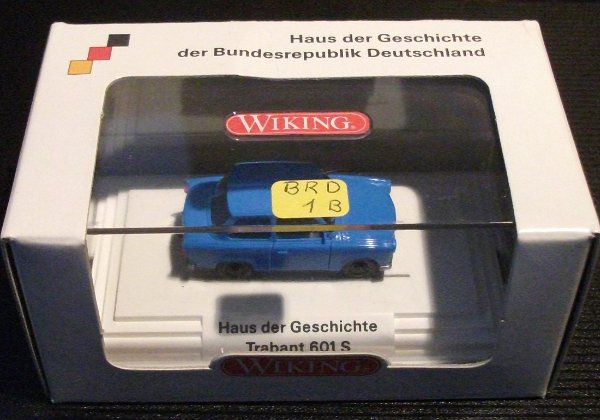 Haus der Geschichte
der Bundesrepublik Deutschland
WIKING®
BRD
1 B
Haus der Geschichte
Trabant 601 S
WIKING®